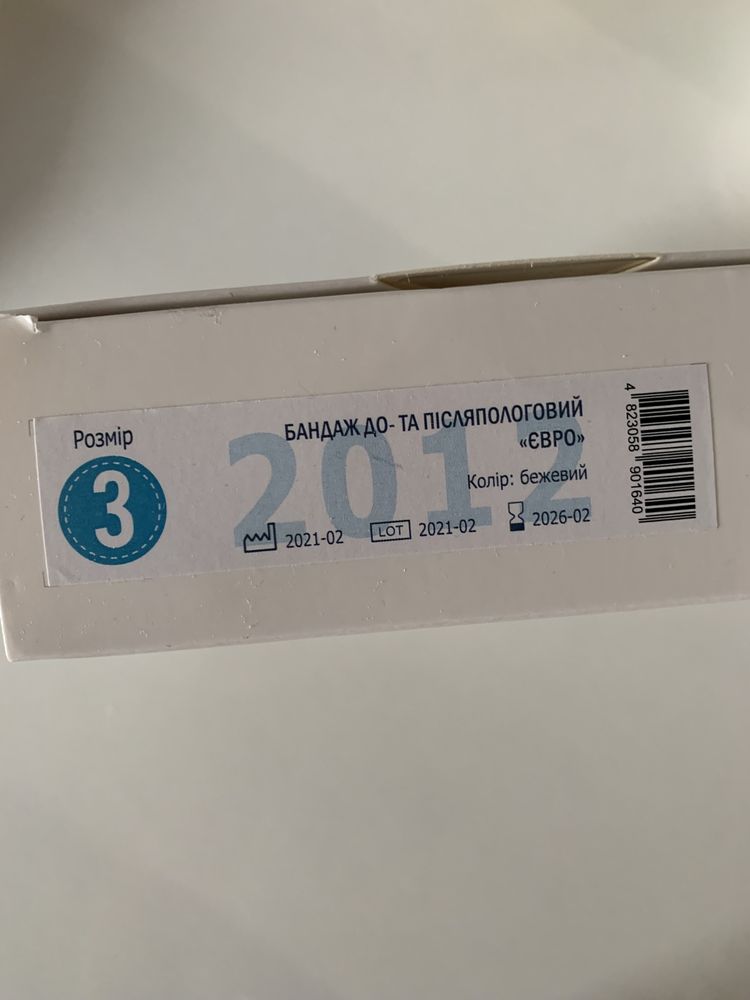 Розмір
3
2012
БАНДАЖ ДО- ТА ПІСЛЯПОЛОГОВИЙ
«ЄВРО»
Колір: бежевий
2021-02 LOT 2021-02 2026-02
4 823058 901640